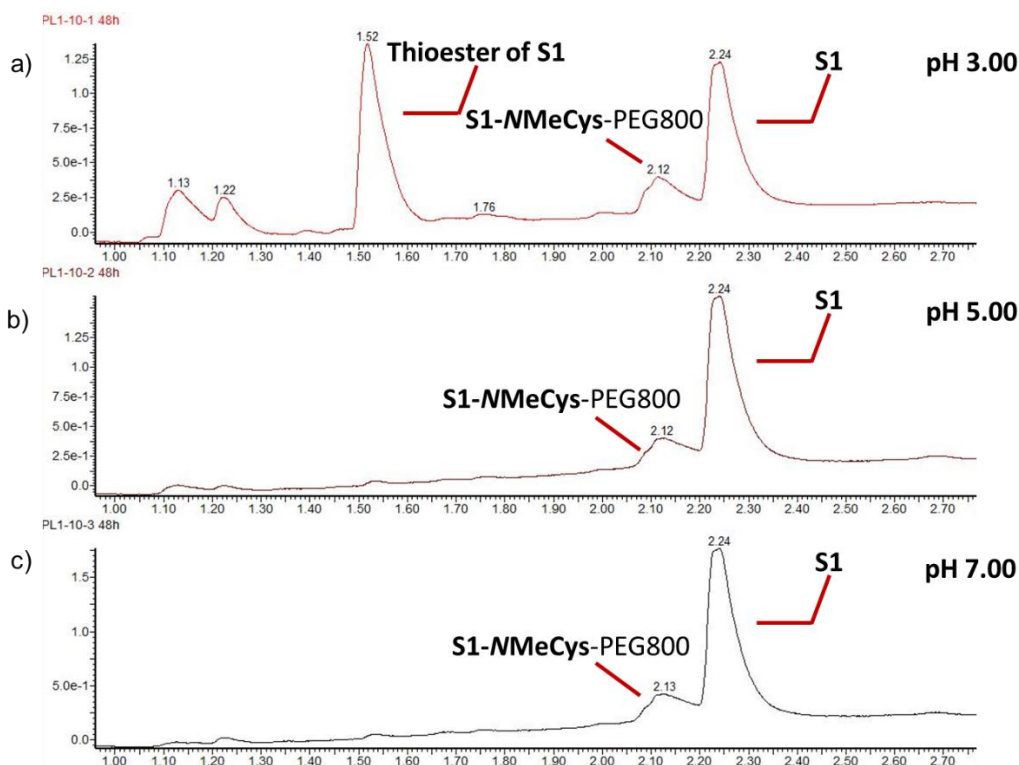 PL1-10-1 48h
a)
Thioester of S1
S1-NMeCys-PEG800
S1
pH 3.00
1.52
2.24
2.12
1.13
1.22
1.76
1.25
1.0
7.5e-1
5.0e-1
2.5e-1
0.0
1.00 1.10 1.20 1.30 1.40 1.50 1.60 1.70 1.80 1.90 2.00 2.10 2.20 2.30 2.40 2.50 2.60 2.70
PL1-10-2 48h
b)
S1-NMeCys-PEG800
S1
pH 5.00
2.24
2.12
1.25
1.0
7.5e-1
5.0e-1
2.5e-1
0.0
1.00 1.10 1.20 1.30 1.40 1.50 1.60 1.70 1.80 1.90 2.00 2.10 2.20 2.30 2.40 2.50 2.60 2.70
PL1-10-3 48h
c)
S1-NMeCys-PEG800
S1
pH 7.00
2.24
2.13
1.5
1.0
5.0e-1
0.0
1.00 1.10 1.20 1.30 1.40 1.50 1.60 1.70 1.80 1.90 2.00 2.10 2.20 2.30 2.40 2.50 2.60 2.70